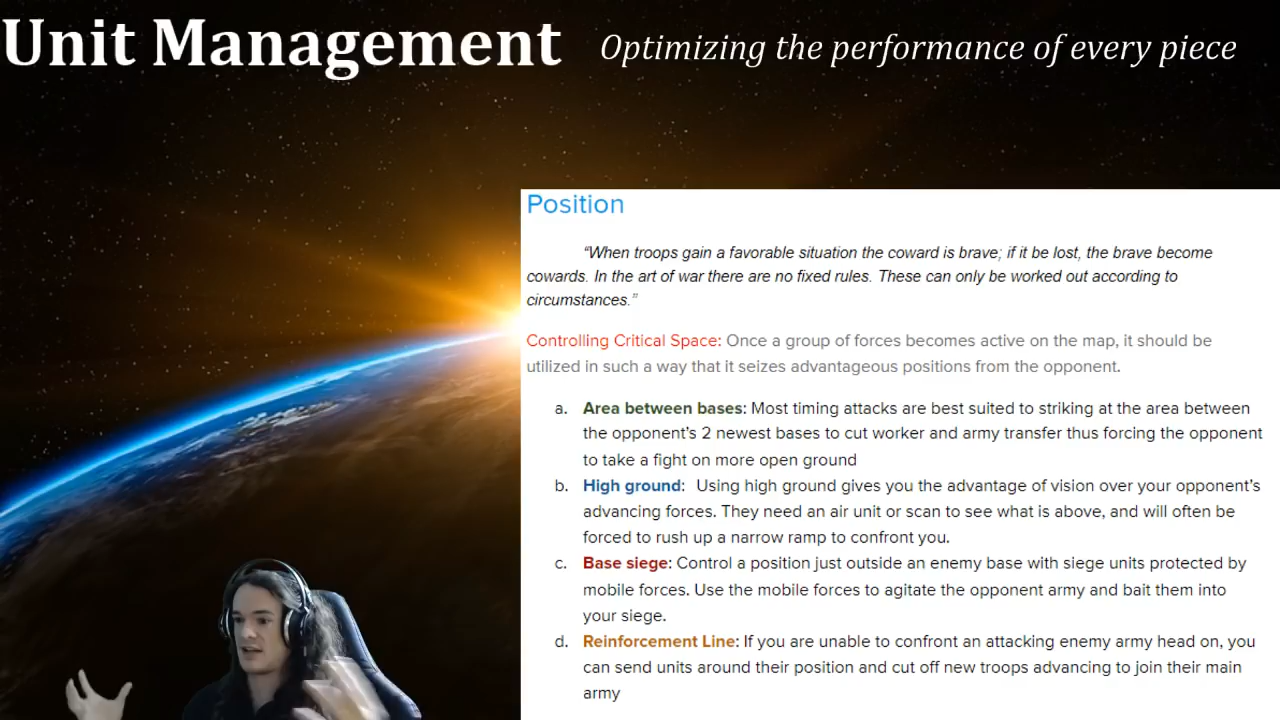 Unit Management
Optimizing the performance of every piece
Position
“When troops gain a favorable situation the coward is brave; if it be lost, the brave become
cowards. In the art of war there are no fixed rules. These can only be worked out according to
circumstances.”
Controlling Critical Space: Once a group of forces becomes active on the map, it should be
utilized in such a way that it seizes advantageous positions from the opponent.
a. Area between bases: Most timing attacks are best suited to striking at the area between
the opponent's 2 newest bases to cut worker and army transfer thus forcing the opponent
to take a fight on more open ground
b. High ground: Using high ground gives you the advantage of vision over your opponent's
advancing forces. They need an air unit or scan to see what is above, and will often be
forced to rush up a narrow ramp to confront you.
c. Base siege: Control a position just outside an enemy base with siege units protected by
mobile forces. Use the mobile forces to agitate the opponent army and bait them into
your siege.
d. Reinforcement Line: If you are unable to confront an attacking enemy army head on, you
can send units around their position and cut off new troops advancing to join their main
army